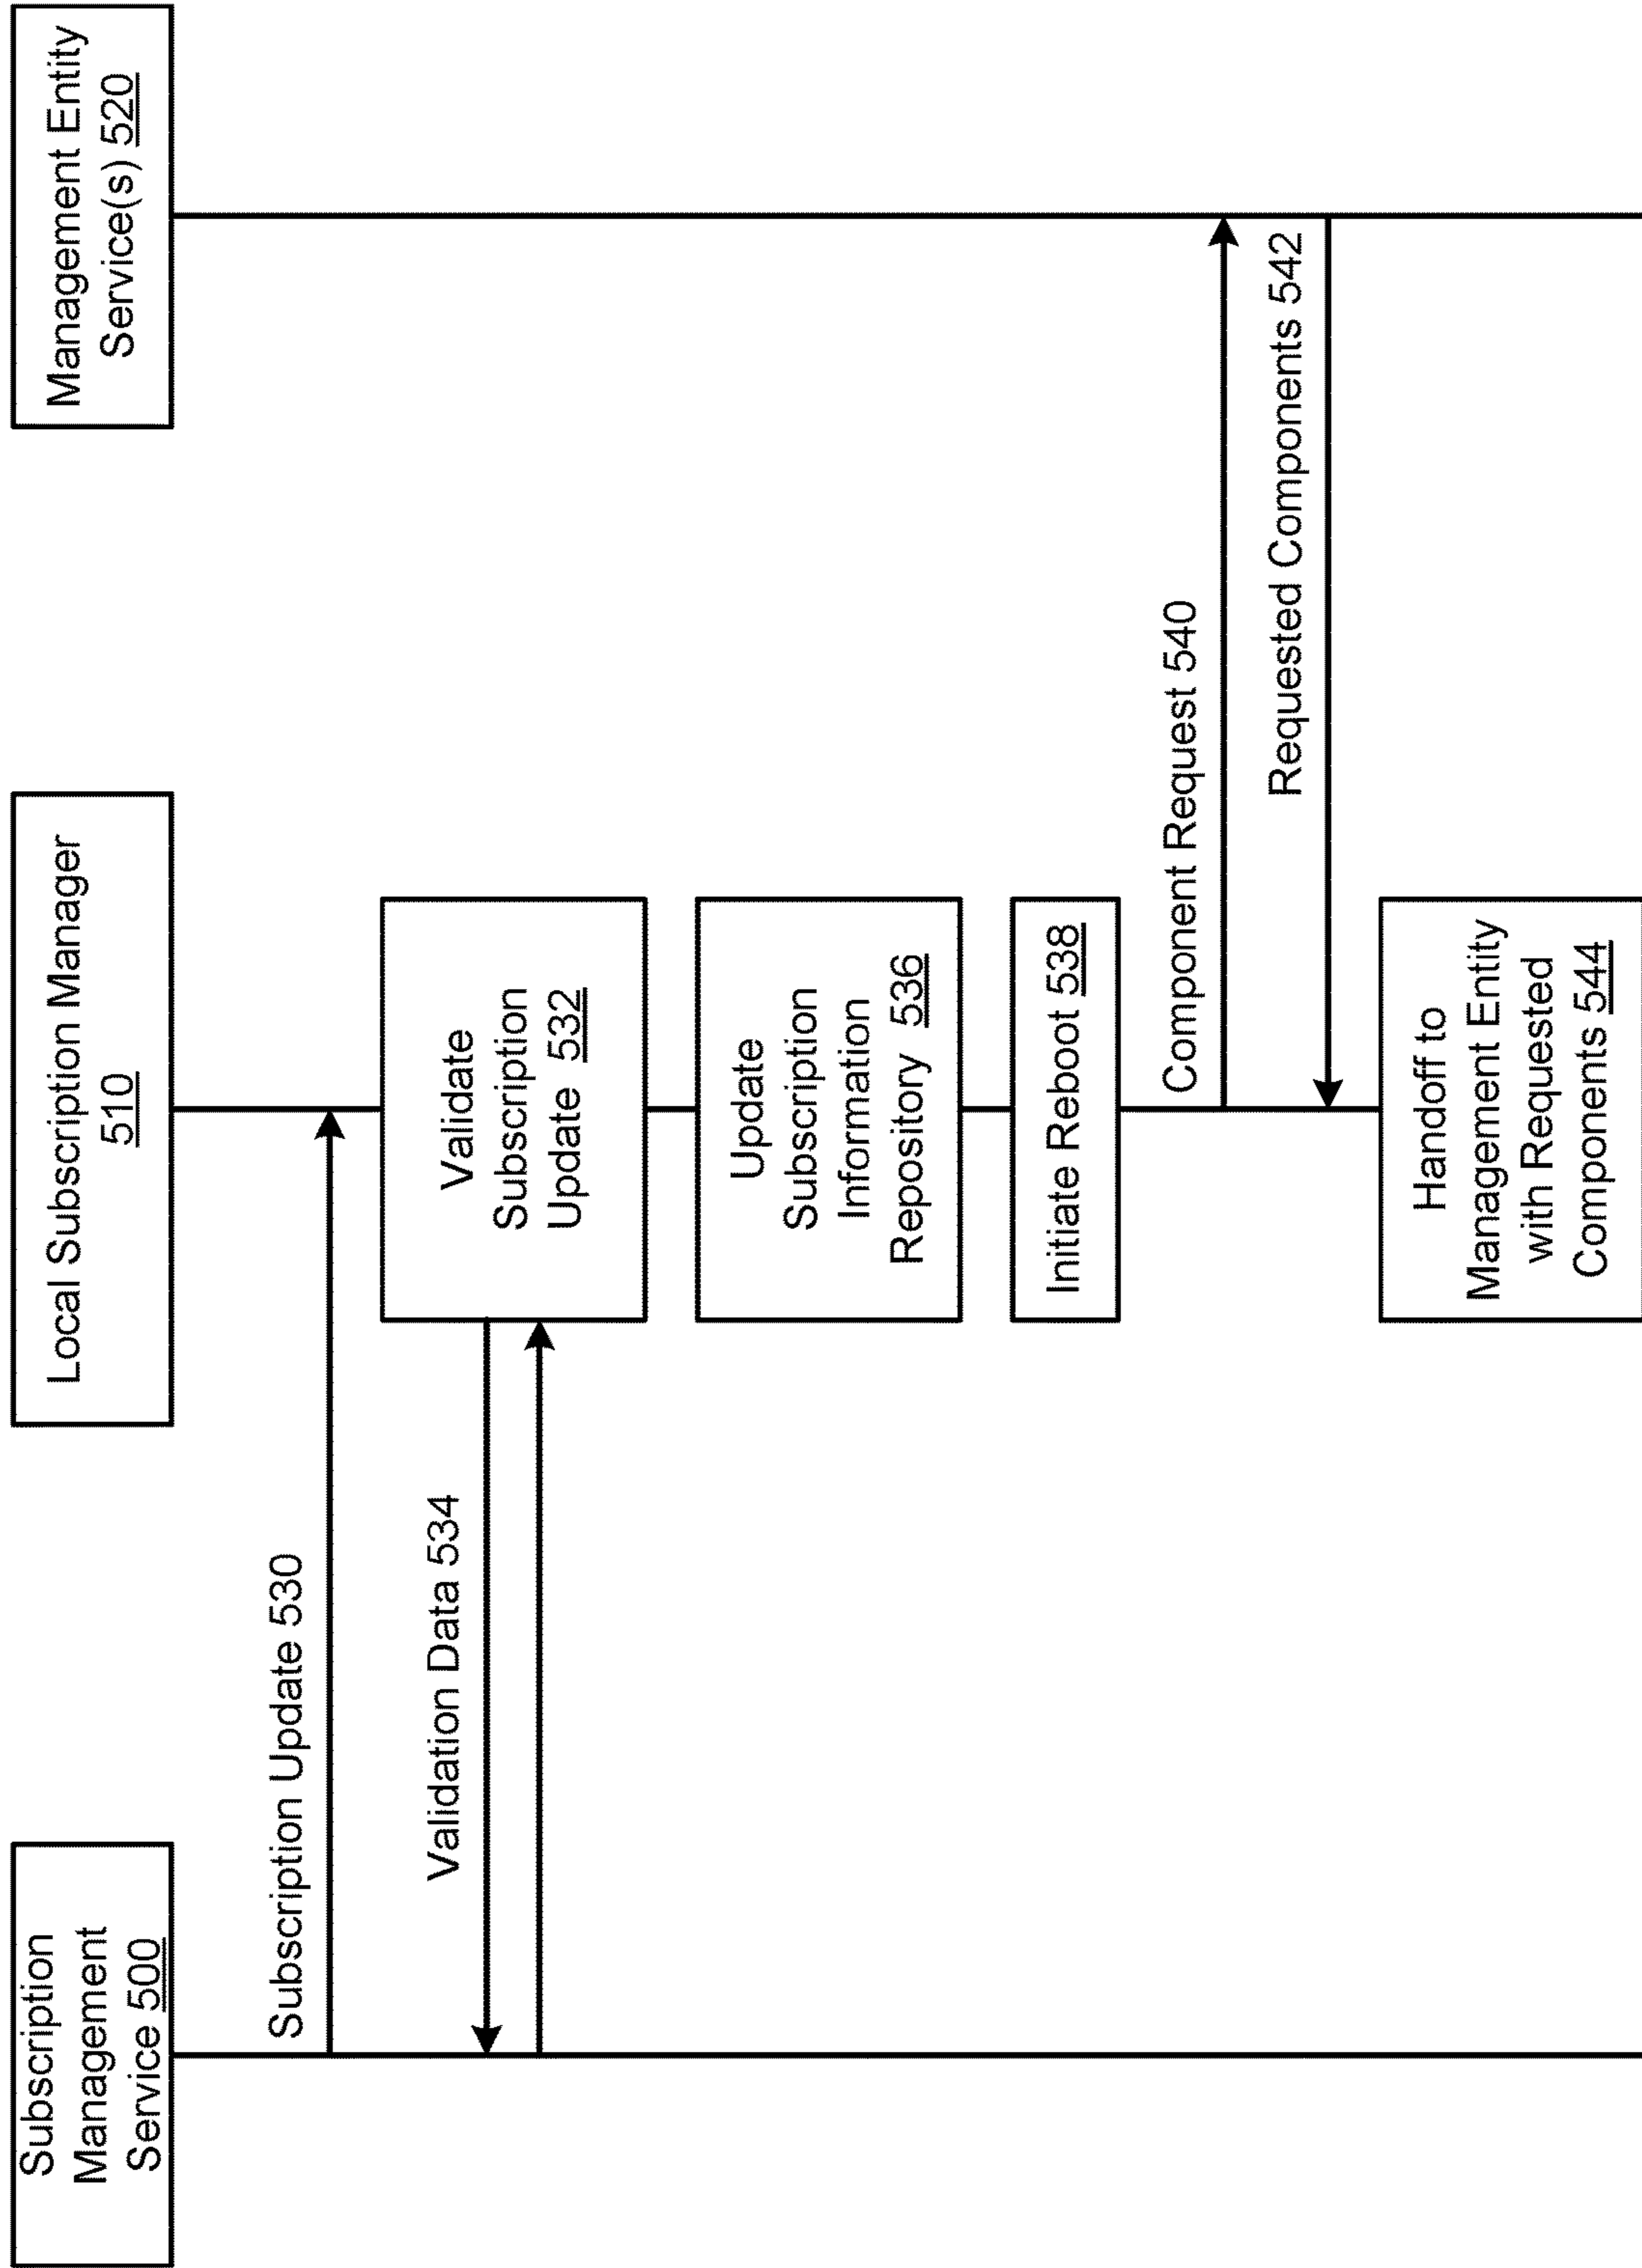 Subscription
Management
Service 500
Local Subscription Manager
510
Management Entity
Service(s) 520
Subscription Update 530
Validate
Subscription
Update 532
Validation Data 534
Update
Subscription
Information
Repository 536
Initiate Reboot 538
Component Request 540
Requested Components 542
Handoff to
Management Entity
with Requested
Components 544